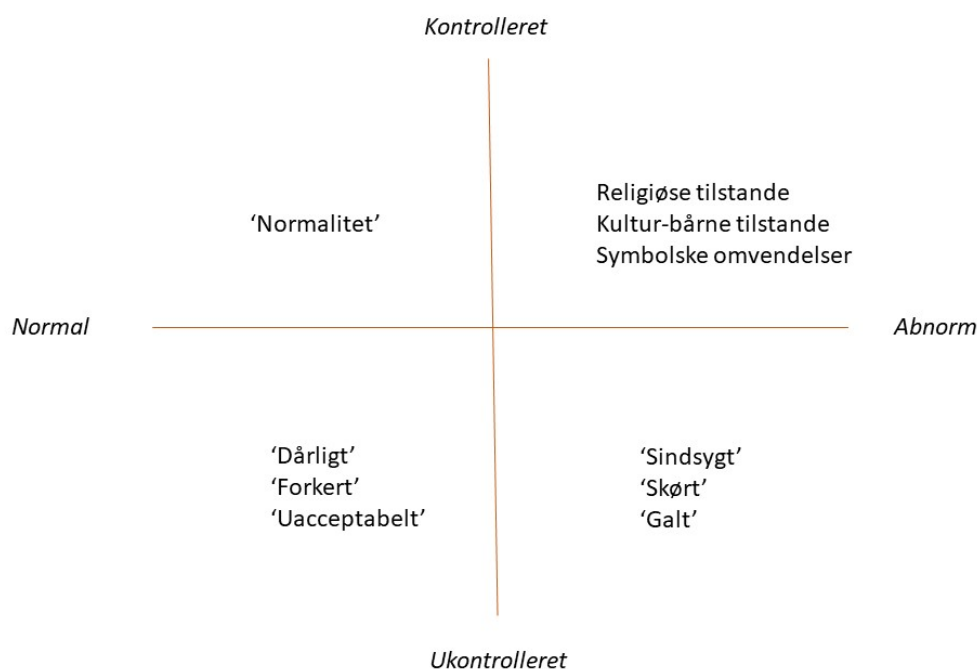 Kontrolleret
Religiøse tilstande
‘Normalitet’
Kultur-bårne tilstande
Symbolske omvendelser
Normal
Abnorm
‘Dårligt’
‘Forkert’
‘Uacceptabelt’
‘Sindsygt’
‘Skørt’
‘Galt’
Ukontrolleret